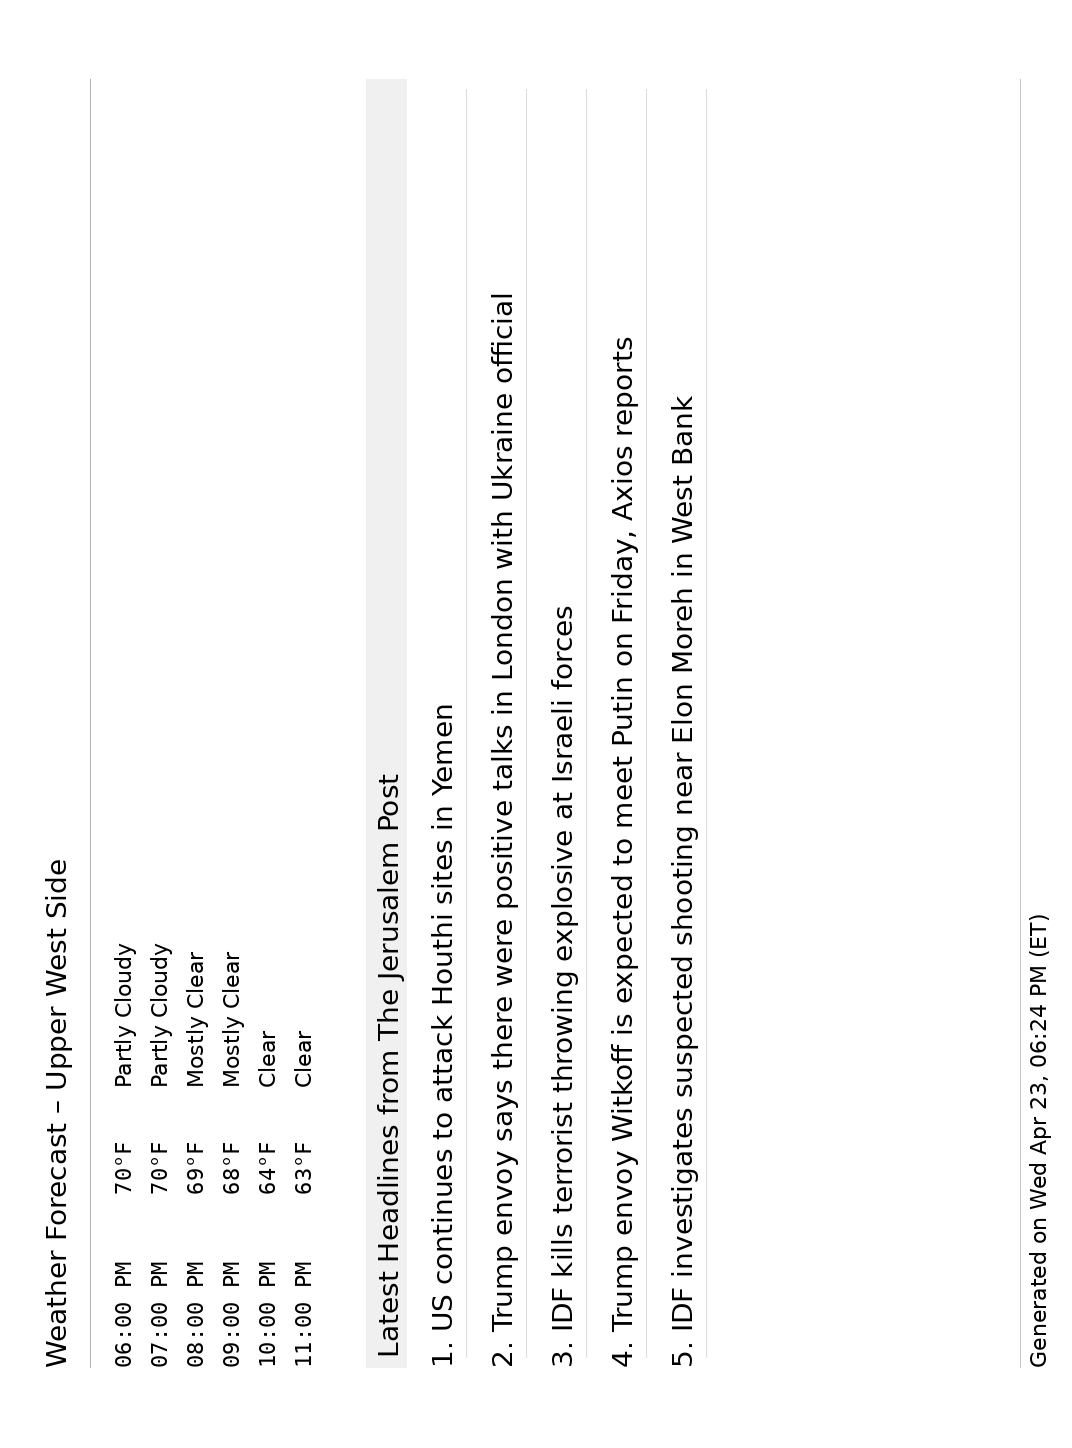 Weather Forecast – Upper West Side
06:00 PM 70°F Partly Cloudy
07:00 PM 70°F Partly Cloudy
08:00 PM 69°F Mostly Clear
09:00 PM 68°F Mostly Clear
10:00 PM 64°F Clear
11:00 PM 63°F Clear
Latest Headlines from The Jerusalem Post
1. US continues to attack Houthi sites in Yemen
2. Trump envoy says there were positive talks in London with Ukraine official
3. IDF kills terrorist throwing explosive at Israeli forces
4. Trump envoy Witkoff is expected to meet Putin on Friday, Axios reports
5. IDF investigates suspected shooting near Elon Moreh in West Bank
Generated on Wed Apr 23, 06:24 PM (ET)